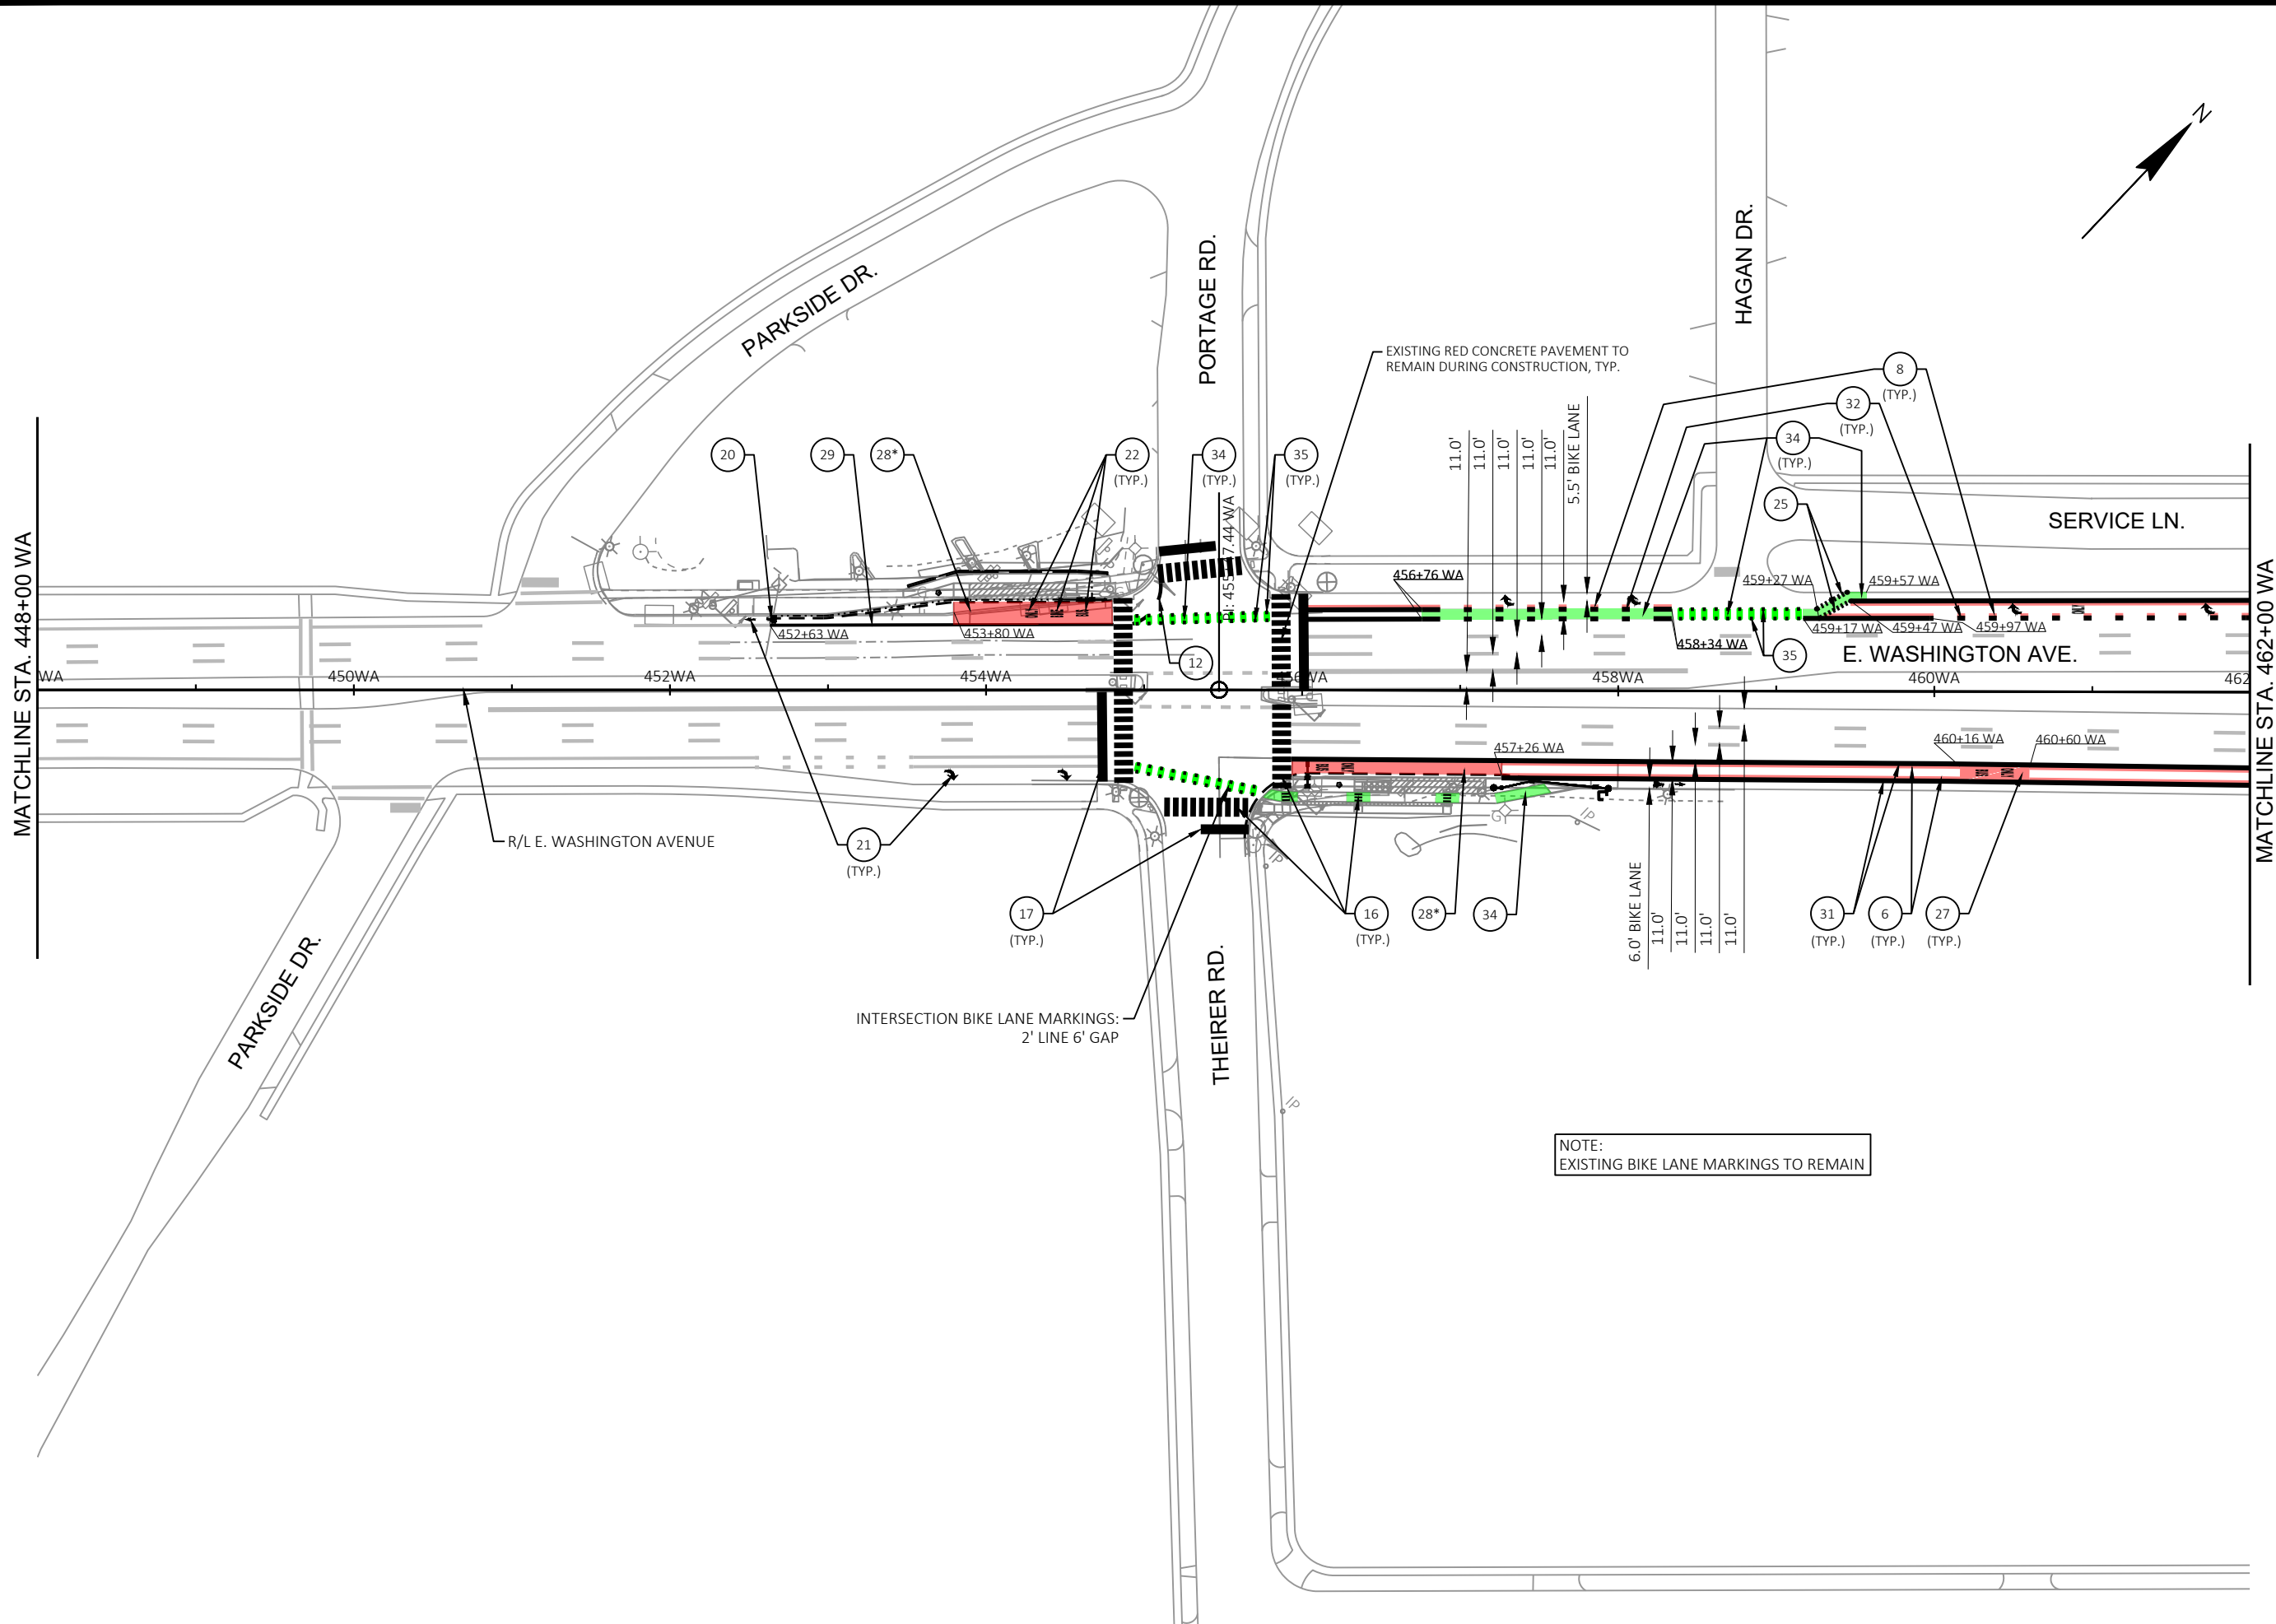 N
PARKSIDE DR.
PORTAGE RD.
HAGAN DR.
EXISTING RED CONCRETE PAVEMENT TO
REMAIN DURING CONSTRUCTION, TYP.
8
(TYP.)
32
(TYP.)
34
(TYP.)
20
29
28*
22
(TYP.)
34
(TYP.)
35
(TYP.)
11.0'
11.0'
11.0'
11.0'
11.0'
5.5' BIKE LANE
25
SERVICE LN.
MATCHLINE STA. 448+00 WA
MATCHLINE STA. 462+00 WA
456+76 WA
459+27 WA
459+57 WA
452+63 WA
453+80 WA
459+17 WA
459+47 WA
459+97 WA
458+34 WA
12
35
E. WASHINGTON AVE.
WA
450WA
452WA
454WA
456WA
458WA
460WA
462
457+26 WA
460+16 WA
460+60 WA
R/L E. WASHINGTON AVENUE
21
(TYP.)
IP
IP
IP
17
(TYP.)
16
(TYP.)
28*
34
6.0' BIKE LANE
11.0'
11.0'
11.0'
11.0'
31
(TYP.)
6
(TYP.)
27
(TYP.)
PARKSIDE DR.
THEIRER RD.
INTERSECTION BIKE LANE MARKINGS:
2' LINE 6' GAP
NOTE:
EXISTING BIKE LANE MARKINGS TO REMAIN